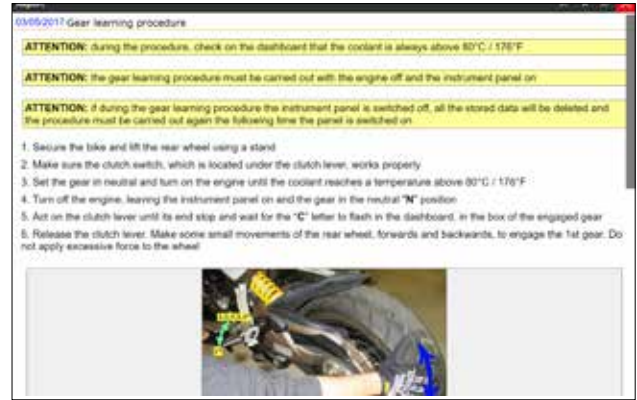 03/05/2017 Gear learning procedure
ATTENTION: during the procedure, check on the dashboard that the coolant is always above 80°C / 176°F
ATTENTION: the gear learning procedure must be carried out with the engine off and the instrument panel on
ATTENTION: if during the gear learning procedure the instrument panel is switched off, all the stored data will be deleted and
the procedure must be carried out again the following time the panel is switched on
1. Secure the bike and lift the rear wheel using a stand
2. Make sure the clutch switch, which is located under the clutch lever, works properly
3. Set the gear in neutral and turn on the engine until the coolant reaches a temperature above 80°C / 176°F
4. Turn off the engine, leaving the instrument panel on and the gear in the neutral "N" position
5. Act on the clutch lever until its end stop and wait for the "C" letter to flash in the dashboard, in the box of the engaged gear
6. Release the clutch lever. Make some small movements of the rear wheel, forwards and backwards, to engage the 1st gear. Do
not apply excessive force to the wheel